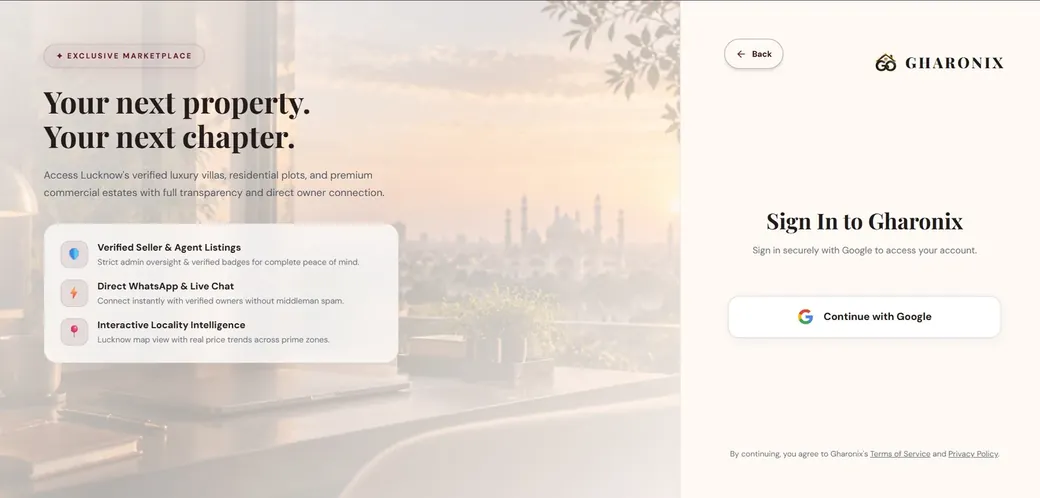 ✦ EXCLUSIVE MARKETPLACE
Your next property.
Your next chapter.
Access Lucknow's verified luxury villas, residential plots, and premium
commercial estates with full transparency and direct owner connection.
Verified Seller & Agent Listings
Strict admin oversight & verified badges for complete peace of mind.
Direct WhatsApp & Live Chat
Connect instantly with verified owners without middleman spam.
Interactive Locality Intelligence
Lucknow map view with real price trends across prime zones.
← Back
GHARONIX
Sign In to Gharonix
Sign in securely with Google to access your account.
Continue with Google
By continuing, you agree to Gharonix's Terms of Service and Privacy Policy.